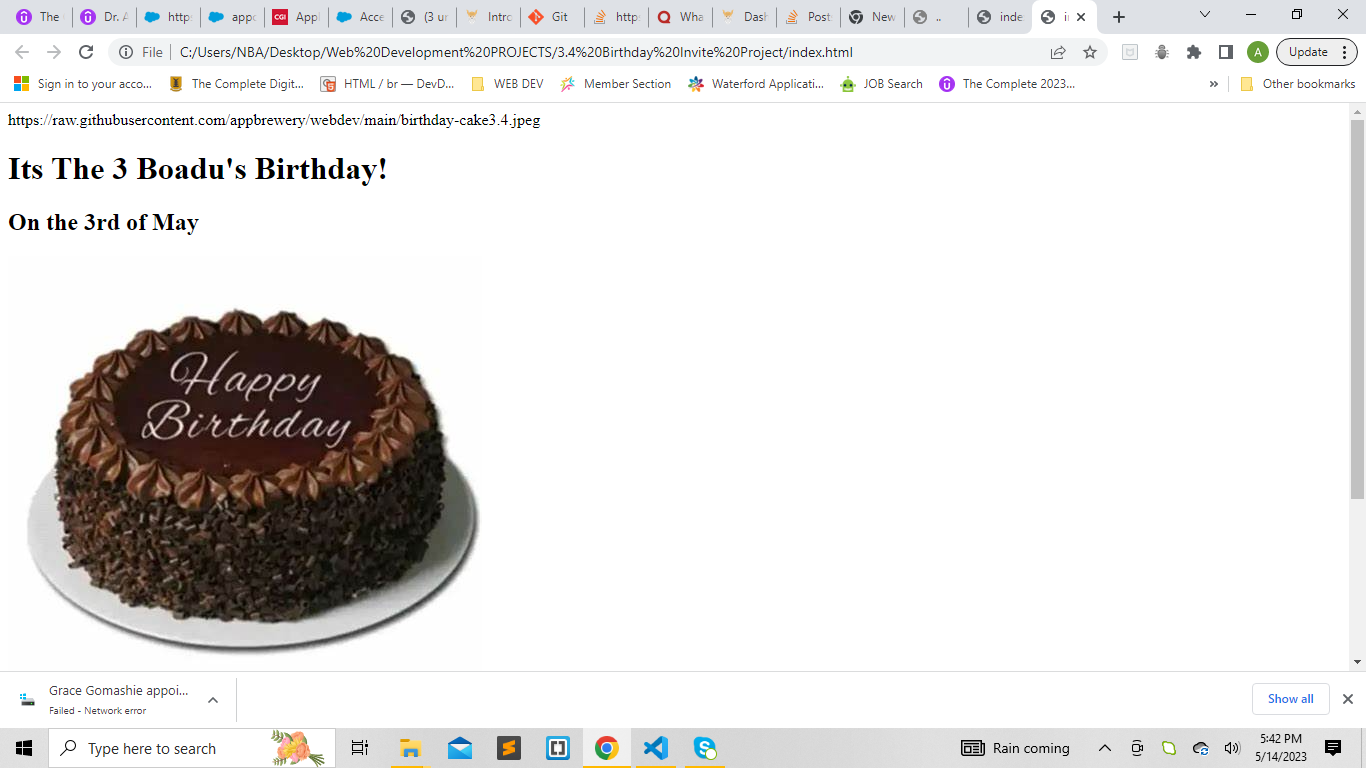 The
Dr. A
http:
appe
CGI
Appl
Acce
(3 ur
Intro
Git
http:
Wha
Dash
Post
New
..
inde
File
C:/Users/NBA/Desktop/Web%20Development%20PROJECTS/3.4%20Birthday%20Invite%20Project/index.html
A
Update
Sign in to your acco...
The Complete Digit...
HTML / br — DevD...
WEB DEV
Member Section
Waterford Applicati...
JOB Search
The Complete 2023...
»
Other bookmarks
https://raw.githubusercontent.com/appbrewery/webdev/main/birthday-cake3.4.jpeg
Its The 3 Boadu's Birthday!
On the 3rd of May
Happy
Birthday
Grace Gomashie appoi...
Failed - Network error
Show all
Type here to search
Rain coming
5:42 PM
5/14/2023